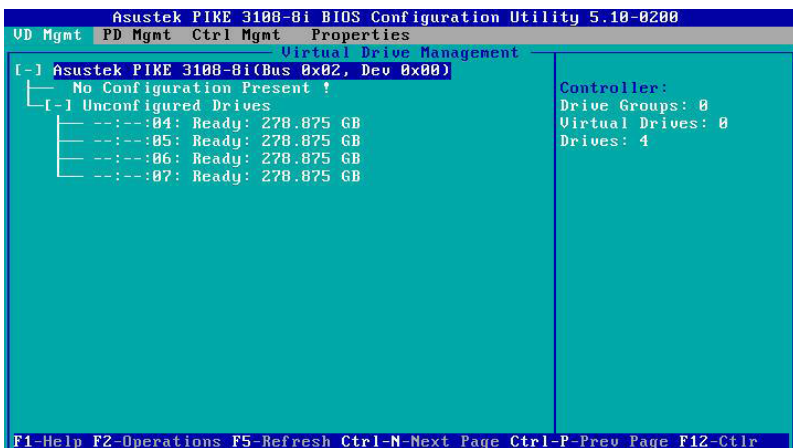 Asustek PIKE 3108-8i BIOS Configuration Utility 5.10-0200
VD Mgmt PD Mgmt Ctrl Mgmt Properties
Virtual Drive Management
[-] Asustek PIKE 3108-8i(Bus 0x02, Dev 0x00)
No Configuration Present !
[-] Unconfigured Drives
--:--:04: Ready: 278.875 GB
--:--:05: Ready: 278.875 GB
--:--:06: Ready: 278.875 GB
--:--:07: Ready: 278.875 GB
Controller:
Drive Groups: 0
Virtual Drives: 0
Drives: 4
F1-Help F2-Operations F5-Refresh Ctrl-N-Next Page Ctrl-P-Prev Page F12-Ctlr